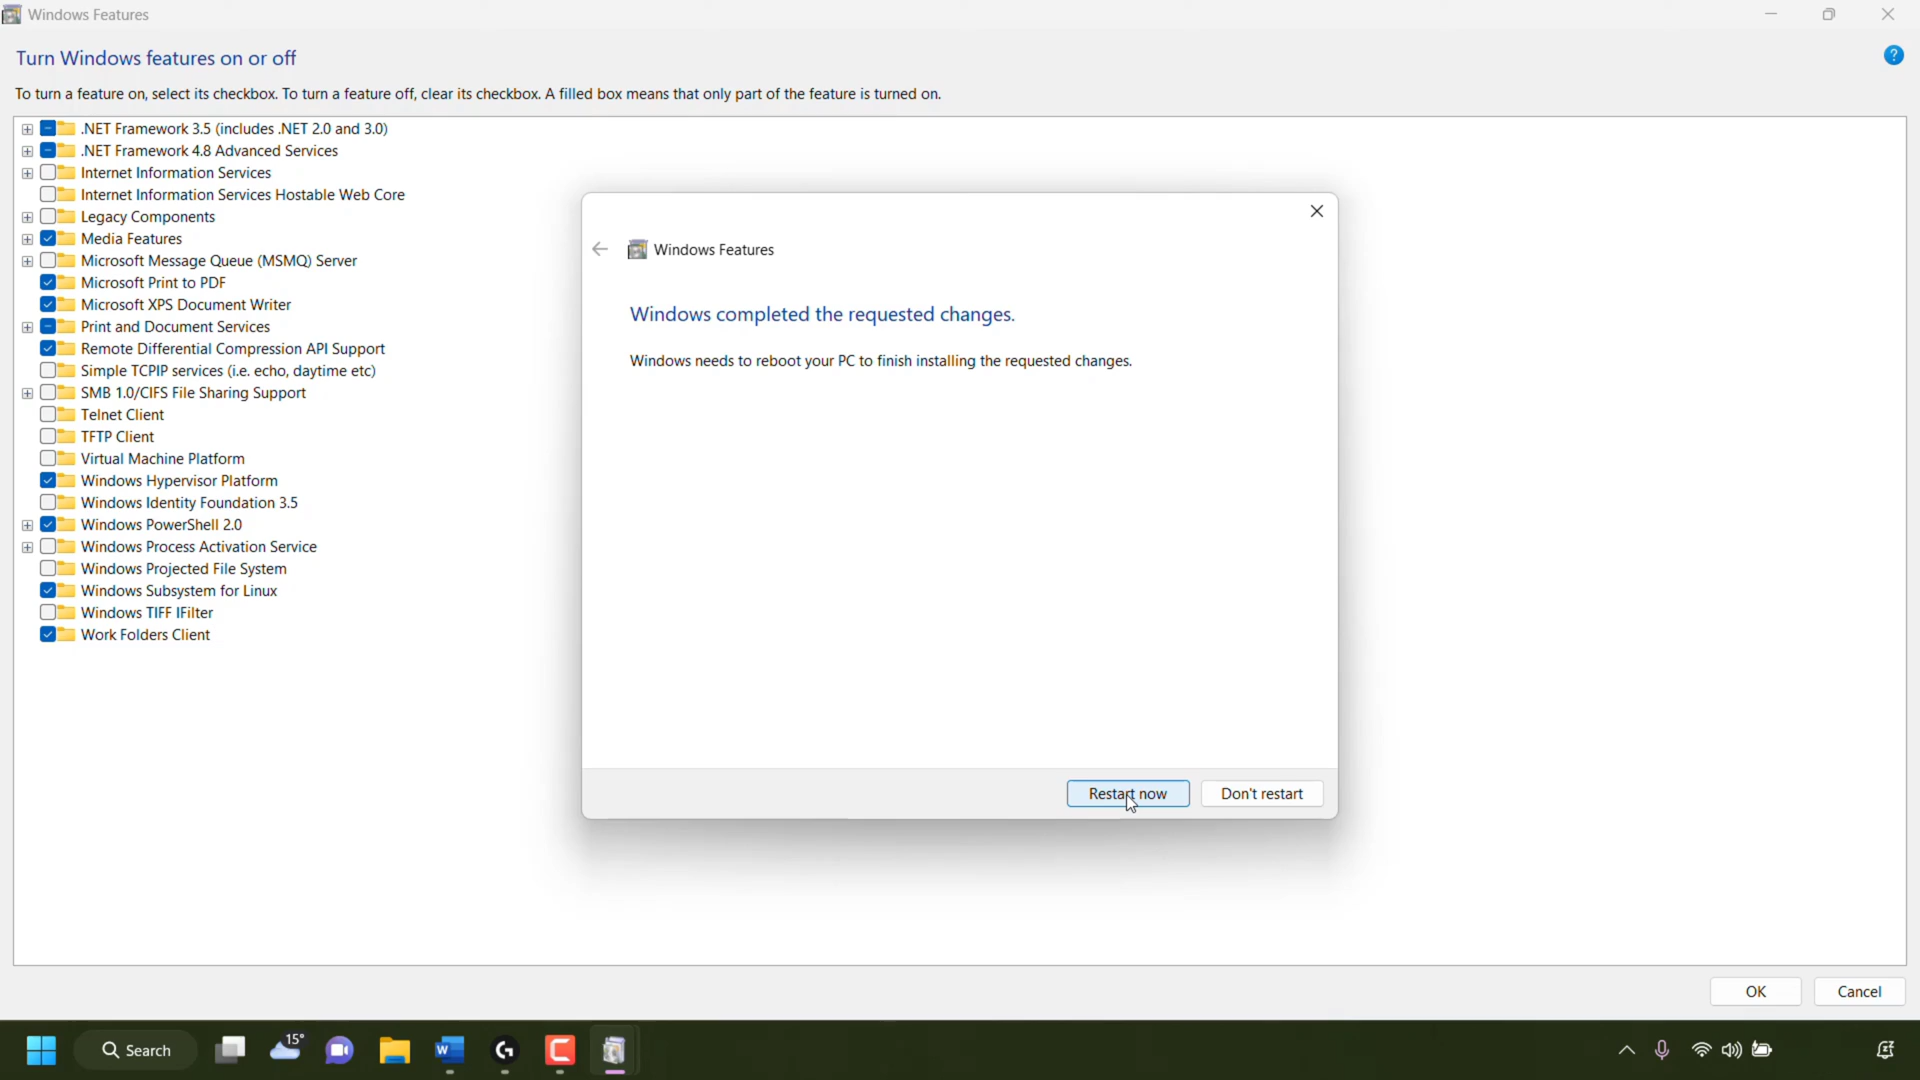 Windows Features
Turn Windows features on or off
?
To turn a feature on, select its checkbox. To turn a feature off, clear its checkbox. A filled box means that only part of the feature is turned on.
.NET Framework 3.5 (includes .NET 2.0 and 3.0)
.NET Framework 4.8 Advanced Services
Internet Information Services
Internet Information Services Hostable Web Core
Legacy Components
Media Features
Microsoft Message Queue (MSMQ) Server
Microsoft Print to PDF
Microsoft XPS Document Writer
Print and Document Services
Remote Differential Compression API Support
Simple TCPIP services (i.e. echo, daytime etc)
SMB 1.0/CIFS File Sharing Support
Telnet Client
TFTP Client
Virtual Machine Platform
Windows Hypervisor Platform
Windows Identity Foundation 3.5
Windows PowerShell 2.0
Windows Process Activation Service
Windows Projected File System
Windows Subsystem for Linux
Windows TIFF IFilter
Work Folders Client
Windows Features
Windows completed the requested changes.
Windows needs to reboot your PC to finish installing the requested changes.
Restart now
Don't restart
OK
Cancel
Search
15°